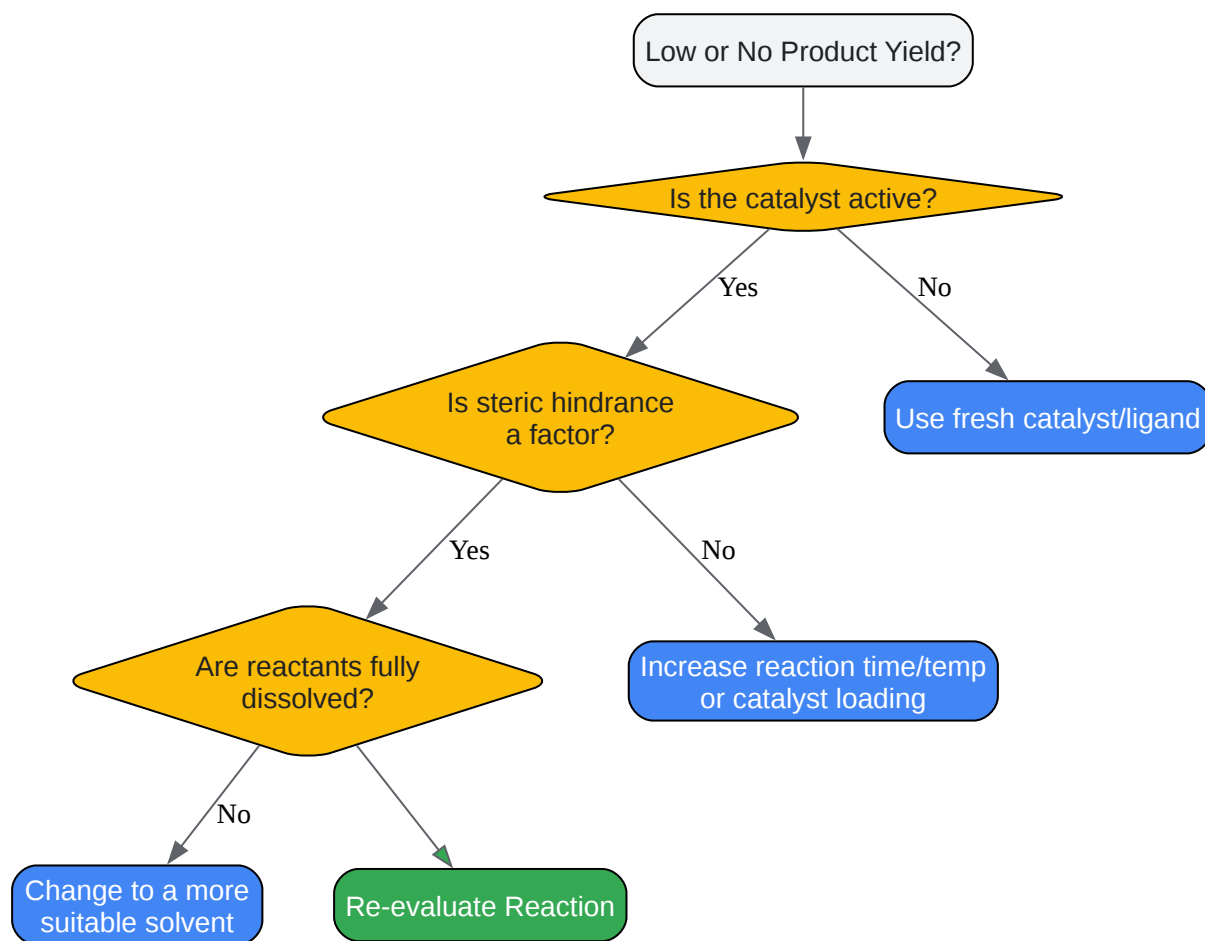 Low or No Product Yield?
Is the catalyst active?
Yes
No
Is steric hindrance
a factor?
Use fresh catalyst/ligand
Yes
No
Are reactants fully
dissolved?
Increase reaction time/temp
or catalyst loading
No
Change to a more
suitable solvent
Re-evaluate Reaction